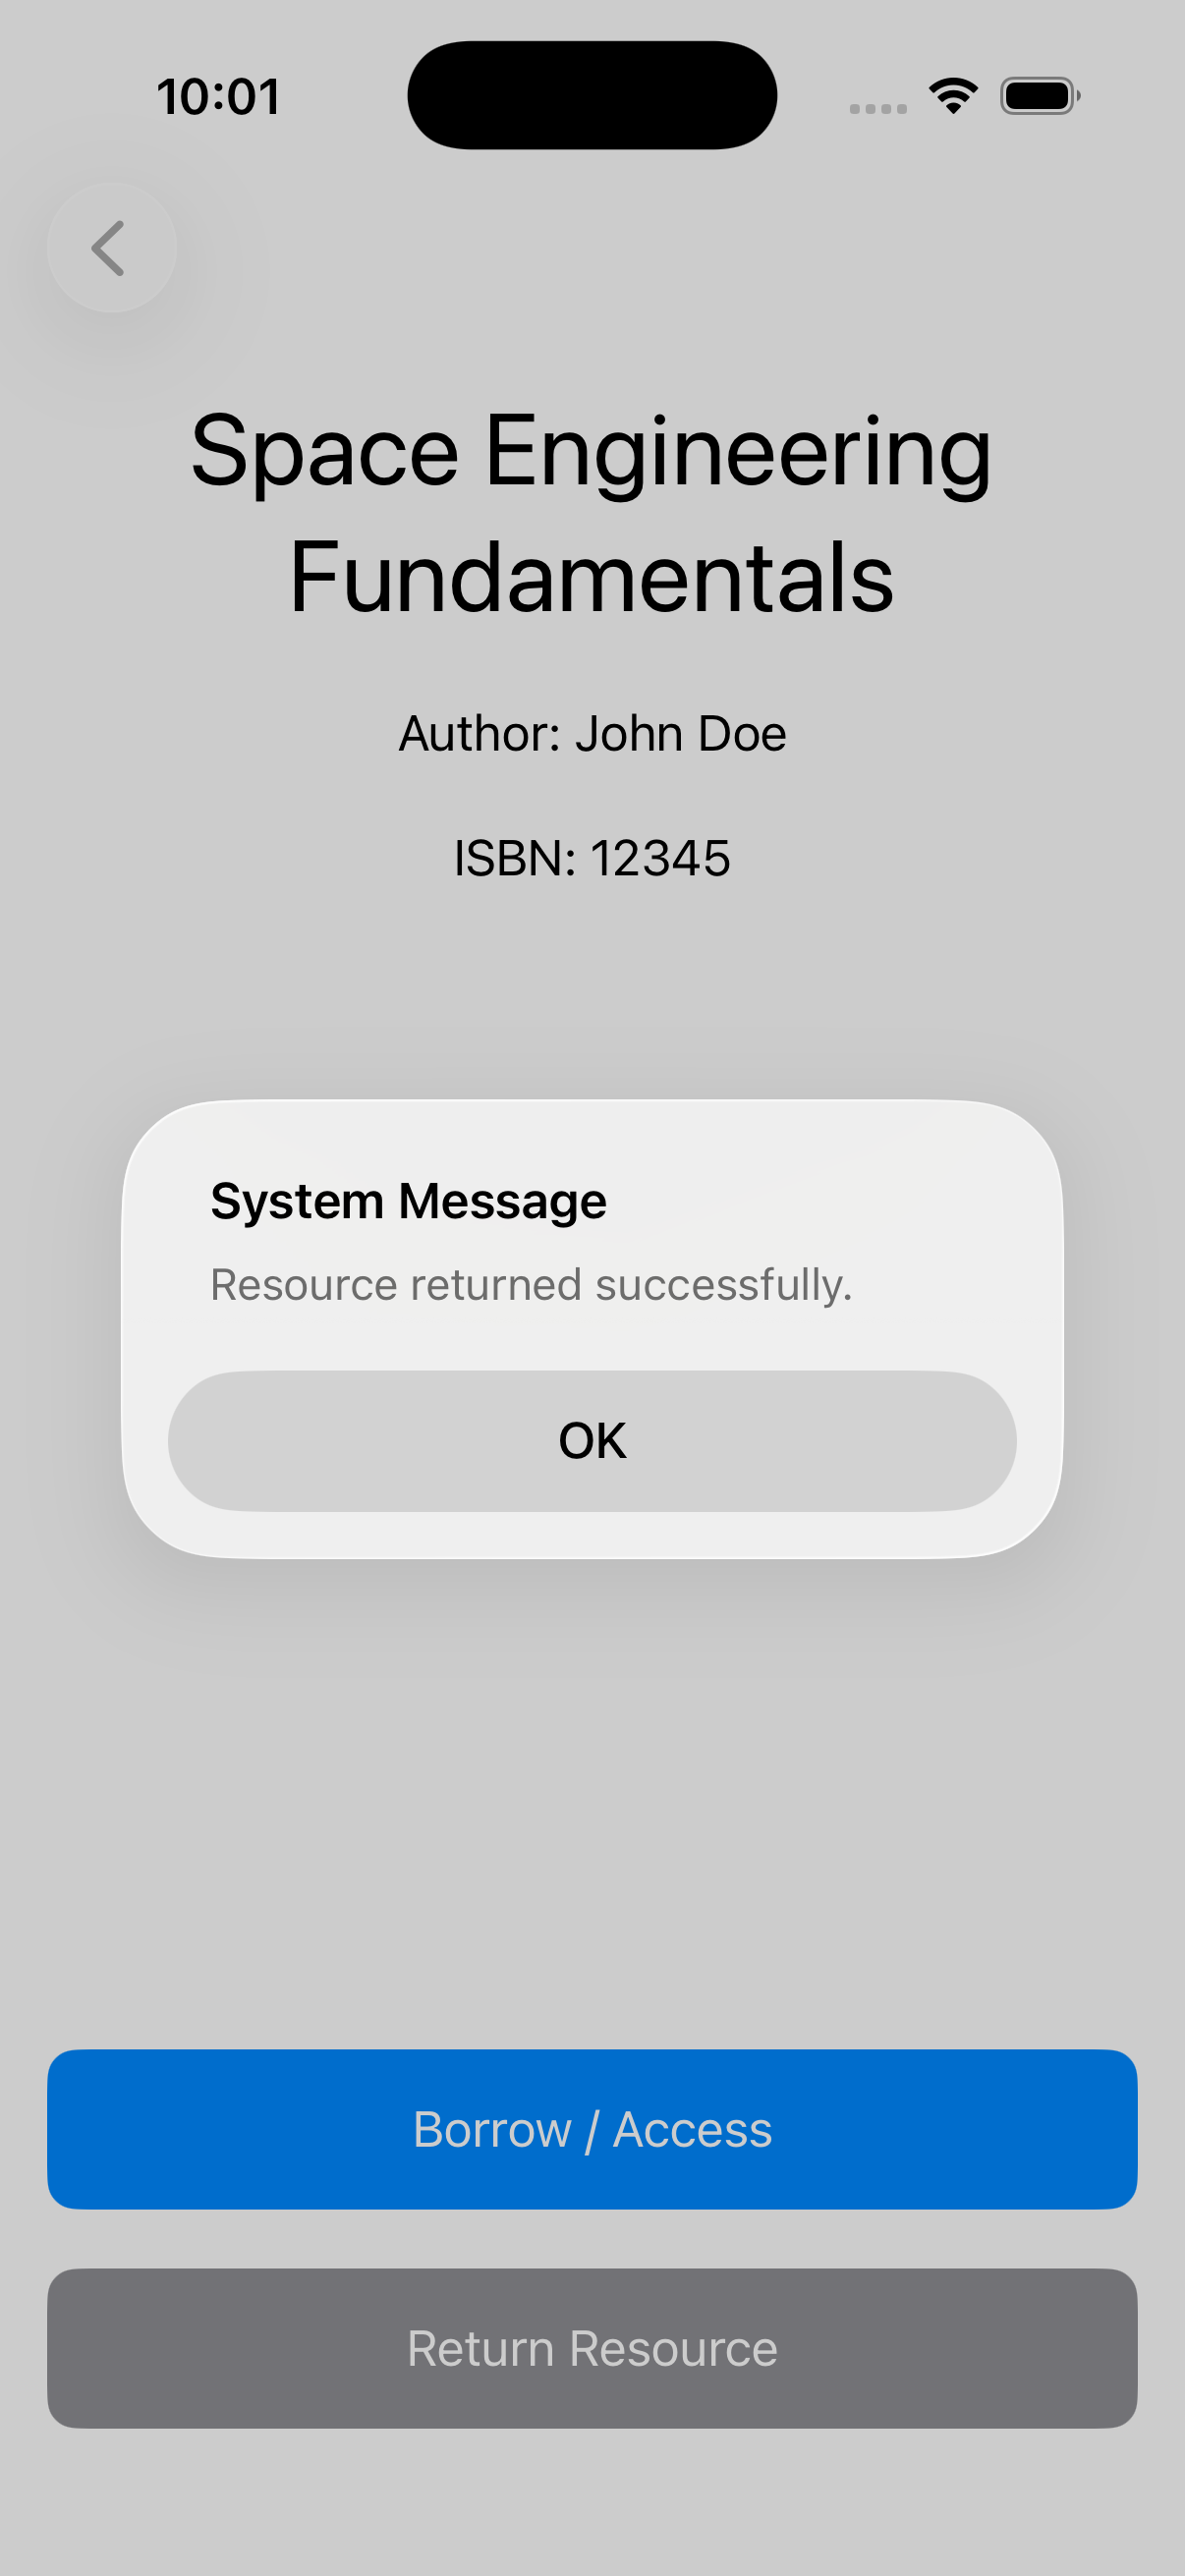 10:01
Space Engineering
Fundamentals
Author: John Doe
ISBN: 12345
System Message
Resource returned successfully.
OK
Borrow / Access
Return Resource